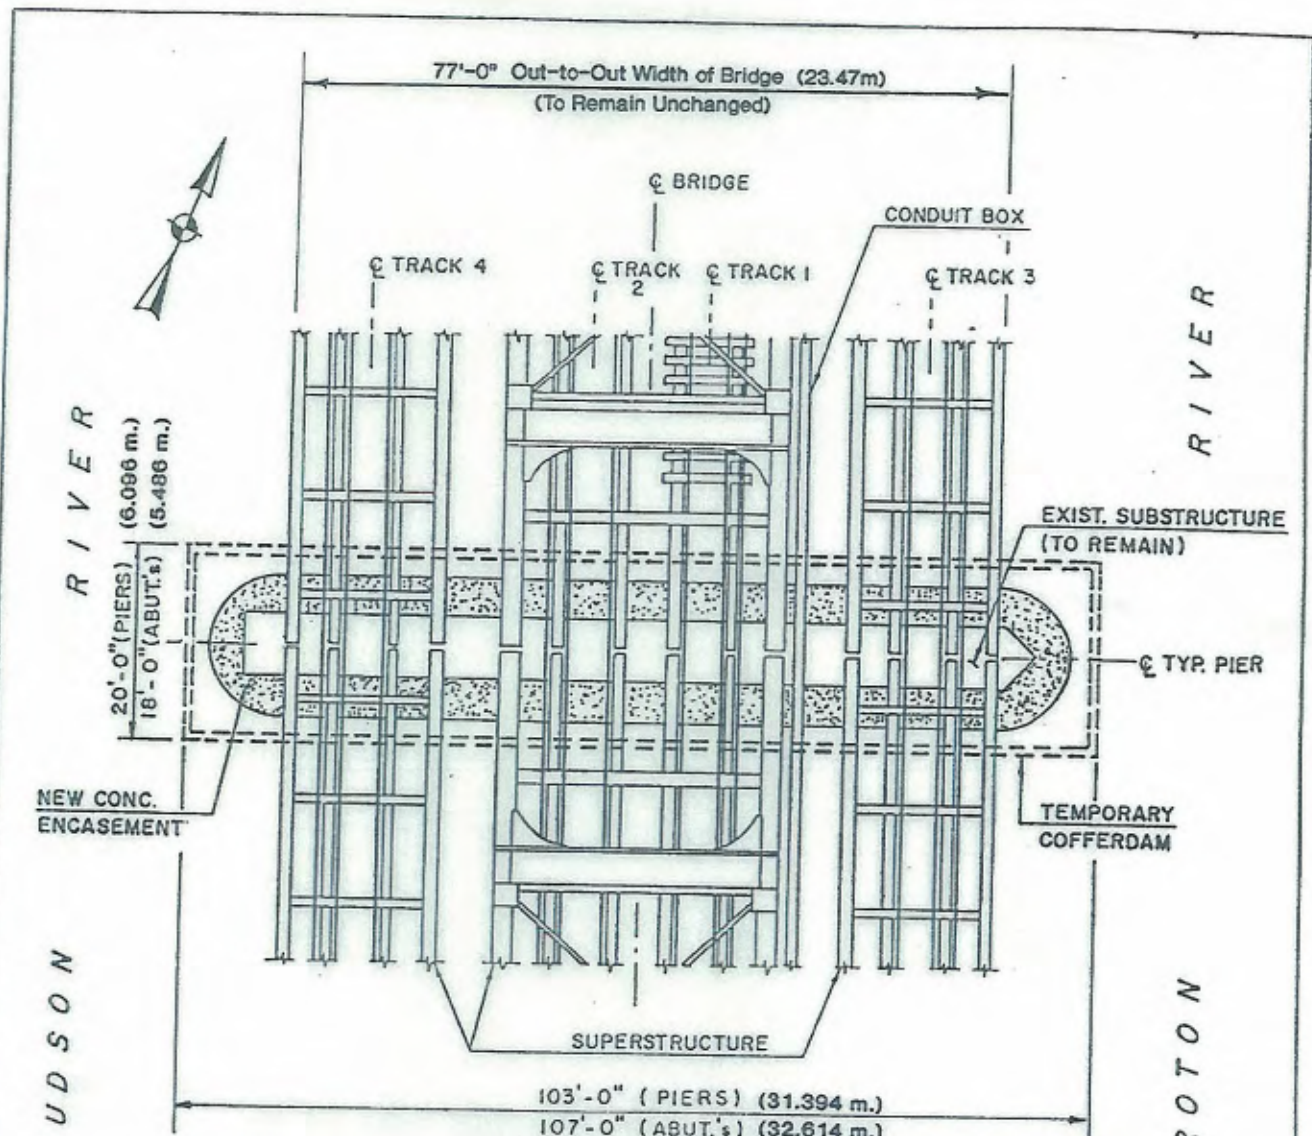 77'-0" Out-to-Out Width of Bridge (23.47m)
(To Remain Unchanged)
℄ BRIDGE
CONDUIT BOX
℄ TRACK 4
℄ TRACK 2
℄ TRACK 1
℄ TRACK 3
RIVER
RIVER
(6.096 m.)
(5.486 m.)
20'-0"(PIERS)
18'-0"(ABUT.'s)
EXIST. SUBSTRUCTURE
(TO REMAIN)
℄ TYP. PIER
NEW CONC.
ENCASEMENT
TEMPORARY
COFFERDAM
SUPERSTRUCTURE
UDSON
ROTON
103'-0" (PIERS) (31.394 m.)
107'-0" (ABUT.'s) (32.614 m.)